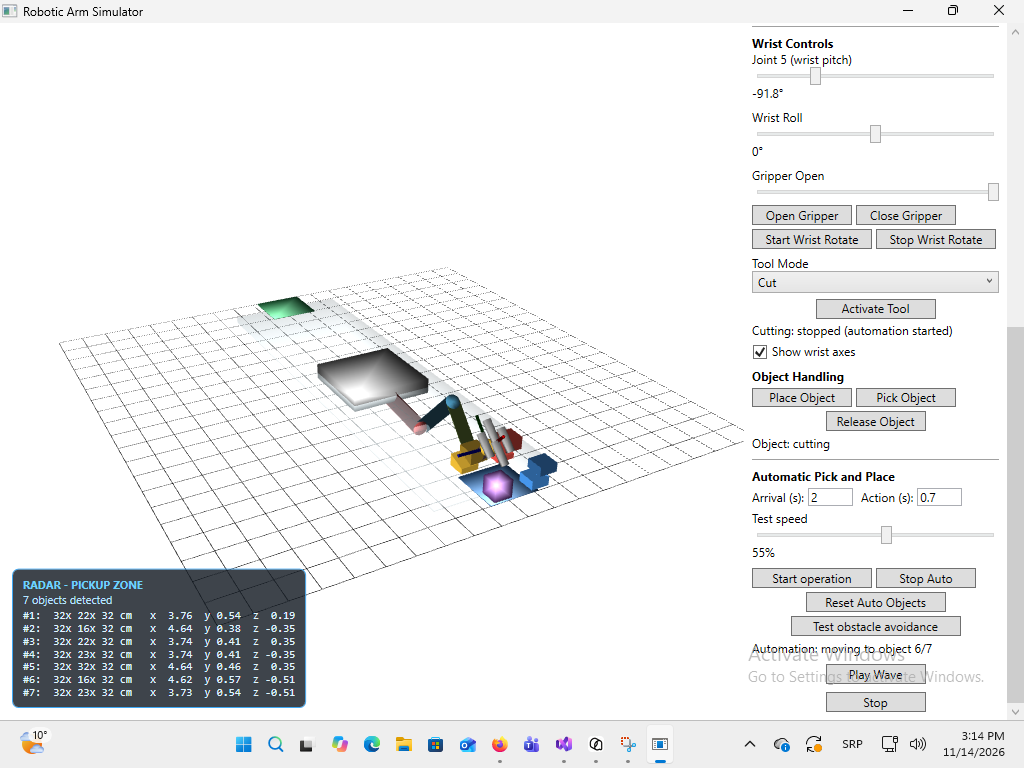 Robotic Arm Simulator
Wrist Controls
Joint 5 (wrist pitch)
-91.8°
Wrist Roll
0°
Gripper Open
Open Gripper Close Gripper
Start Wrist Rotate Stop Wrist Rotate
Tool Mode
Cut
Activate Tool
Cutting: stopped (automation started)
Show wrist axes
Object Handling
Place Object Pick Object
Release Object
Object: cutting
Automatic Pick and Place
Arrival (s): 2 Action (s): 0.7
Test speed
55%
Start operation Stop Auto
Reset Auto Objects
Test obstacle avoidance
Automation: moving to object 6/7
Activate Windows
Play Wave
Go to Settings to activate Windows.
Stop
RADAR - PICKUP ZONE
7 objects detected
#1: 32x 22x 32 cm x 3.76 y 0.54 z 0.19
#2: 32x 16x 32 cm x 4.64 y 0.38 z -0.35
#3: 32x 22x 32 cm x 3.74 y 0.41 z 0.35
#4: 32x 23x 32 cm x 3.74 y 0.41 z -0.35
#5: 32x 32x 32 cm x 4.64 y 0.46 z 0.35
#6: 32x 16x 32 cm x 4.62 y 0.57 z -0.51
#7: 32x 23x 32 cm x 3.73 y 0.54 z -0.51
10°
SRP
3:14 PM
11/14/2026